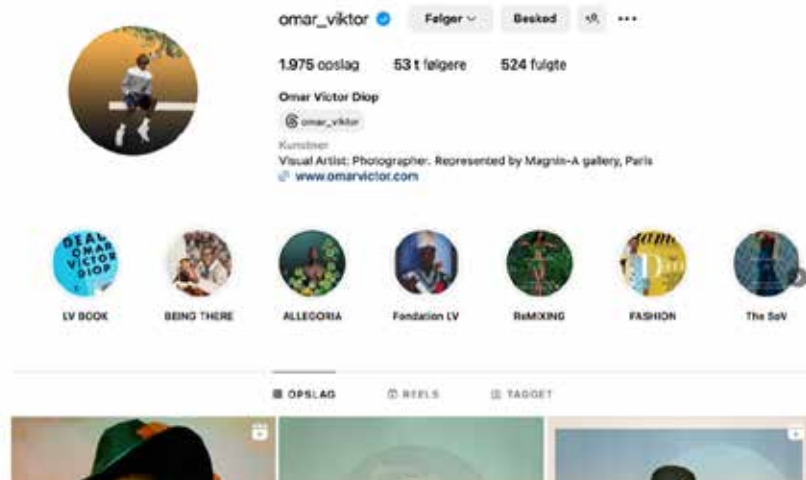 omar_viktor Følger Besked
1.975 opslag 53 t følgere 524 fulgte
Omar Victor Diop
omar_viktor
Kunstner
Visual Artist: Photographer. Represented by Magnin-A gallery, Paris
www.omarvictor.com
DEAL
OMAR
VICTOR
DIOP
LV BOOK BEING THERE ALLEGORIA Fondation LV ReMIXING FASHION The SoV
OPSLAG REELS TAGGET